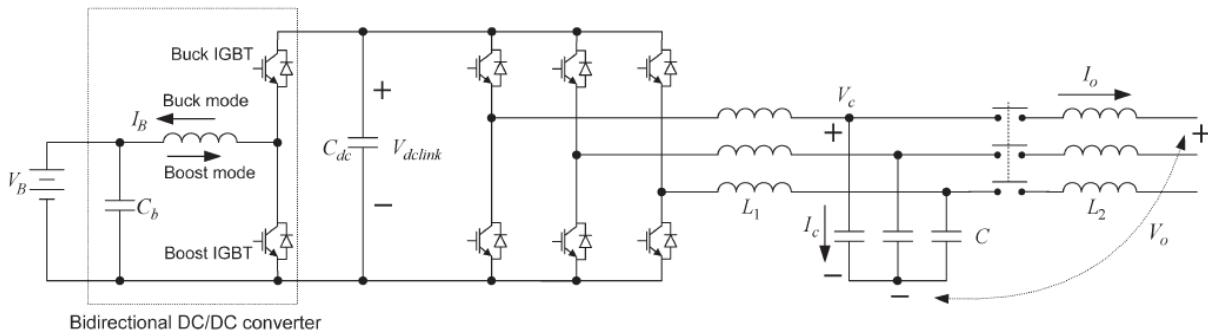 Buck IGBT
Buck mode
I_B
Boost mode
V_B
C_b
Boost IGBT
Bidirectional DC/DC converter
+
C_dc
V_dclink
−
L_1
V_c
+
I_c
−
−
C
I_o
+
L_2
V_o